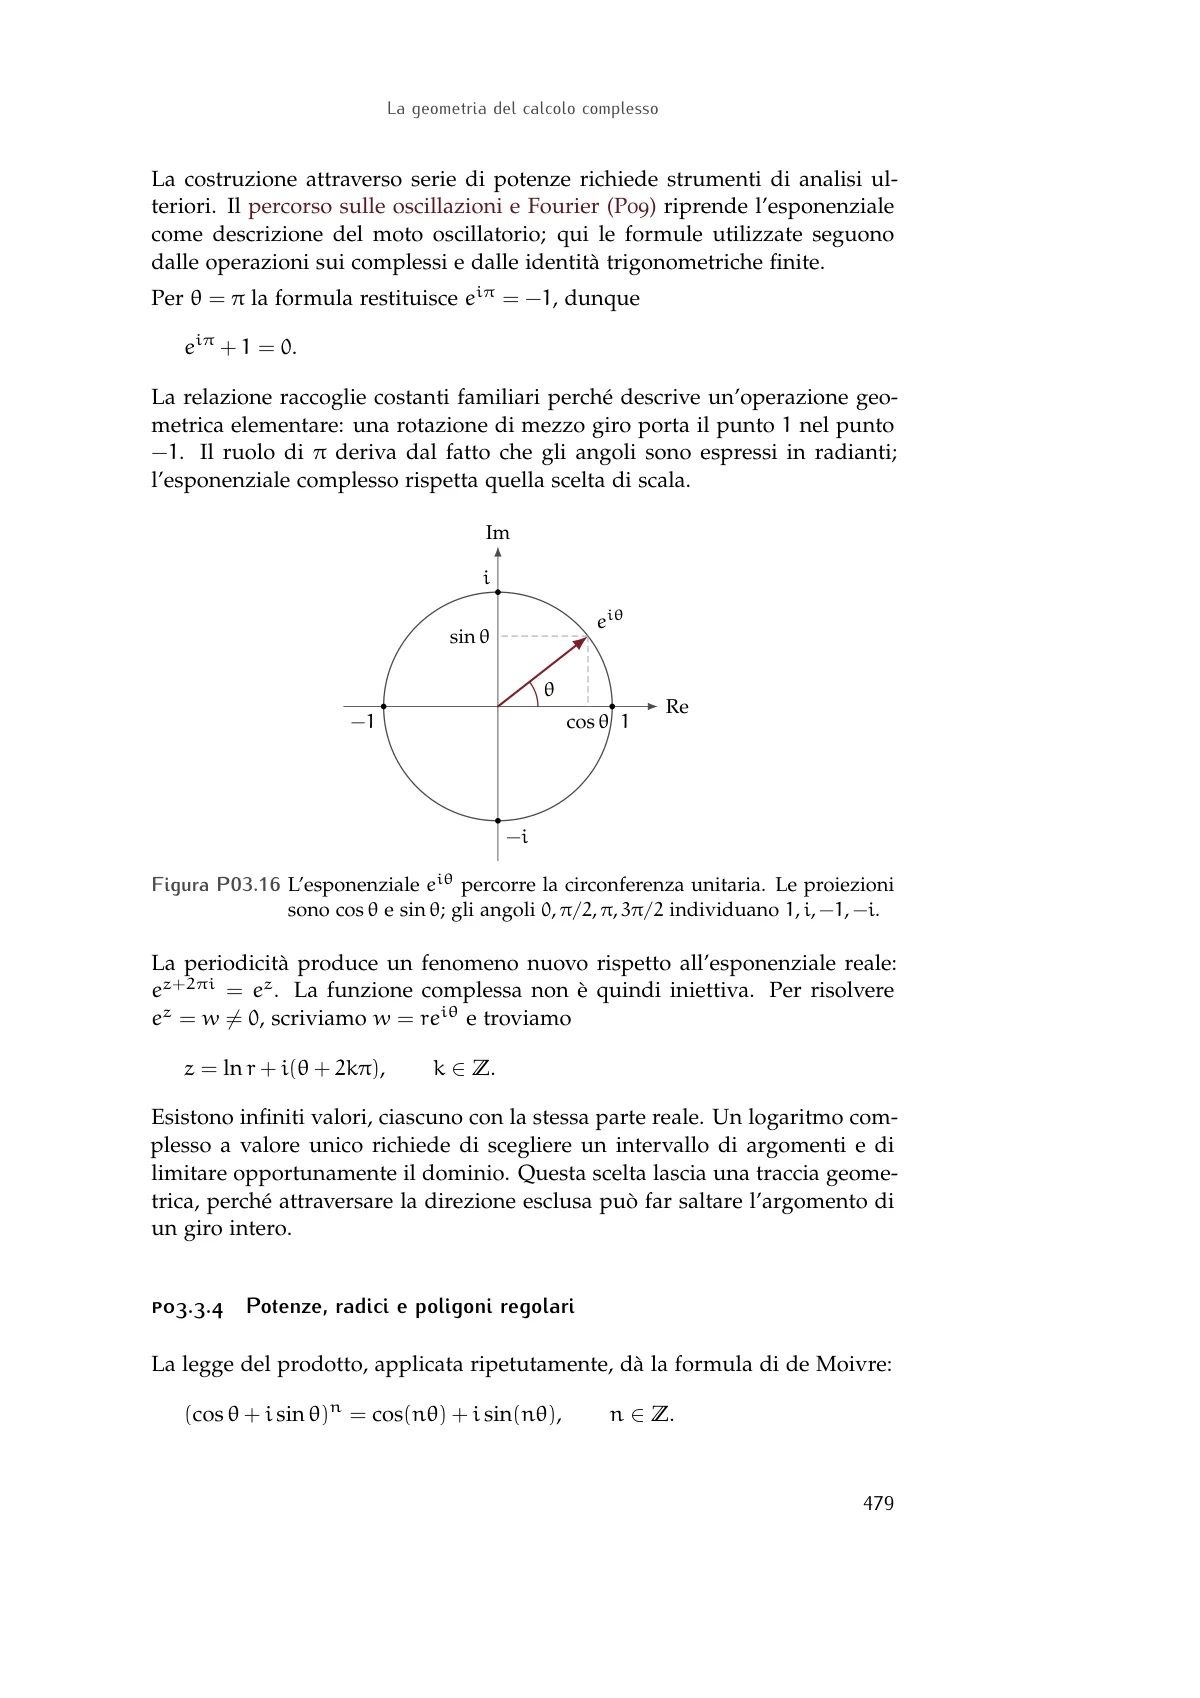 La geometria del calcolo complesso
La costruzione attraverso serie di potenze richiede strumenti di analisi ul-
teriori. Il percorso sulle oscillazioni e Fourier (P09) riprende l'esponenziale
come descrizione del moto oscillatorio; qui le formule utilizzate seguono
dalle operazioni sui complessi e dalle identità trigonometriche finite.
Per θ = π la formula restituisce e^{iπ} = −1, dunque
e^{iπ} + 1 = 0.
La relazione raccoglie costanti familiari perché descrive un'operazione geo-
metrica elementare: una rotazione di mezzo giro porta il punto 1 nel punto
−1. Il ruolo di π deriva dal fatto che gli angoli sono espressi in radianti;
l'esponenziale complesso rispetta quella scelta di scala.
Im
i
e^{iθ}
sin θ
θ
Re
−1
cos θ
1
−i
Figura P03.16 L'esponenziale e^{iθ} percorre la circonferenza unitaria. Le proiezioni
sono cos θ e sin θ; gli angoli 0, π/2, π, 3π/2 individuano 1, i, −1, −i.
La periodicità produce un fenomeno nuovo rispetto all'esponenziale reale:
e^{z+2πi} = e^z. La funzione complessa non è quindi iniettiva. Per risolvere
e^z = w ≠ 0, scriviamo w = re^{iθ} e troviamo
z = ln r + i(θ + 2kπ), k ∈ ℤ.
Esistono infiniti valori, ciascuno con la stessa parte reale. Un logaritmo com-
plesso a valore unico richiede di scegliere un intervallo di argomenti e di
limitare opportunamente il dominio. Questa scelta lascia una traccia geome-
trica, perché attraversare la direzione esclusa può far saltare l'argomento di
un giro intero.
P03.3.4 Potenze, radici e poligoni regolari
La legge del prodotto, applicata ripetutamente, dà la formula di de Moivre:
(cos θ + i sin θ)^n = cos(nθ) + i sin(nθ), n ∈ ℤ.
479